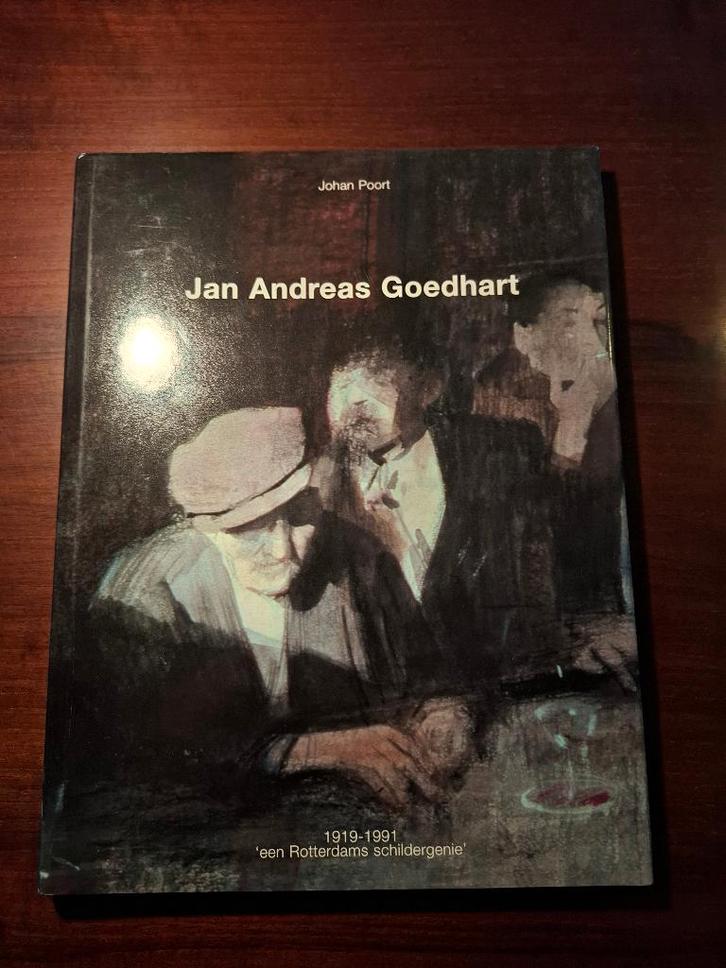 Johan Poort
Jan Andreas Goedhart
1919-1991
'een Rotterdams schildergenie'